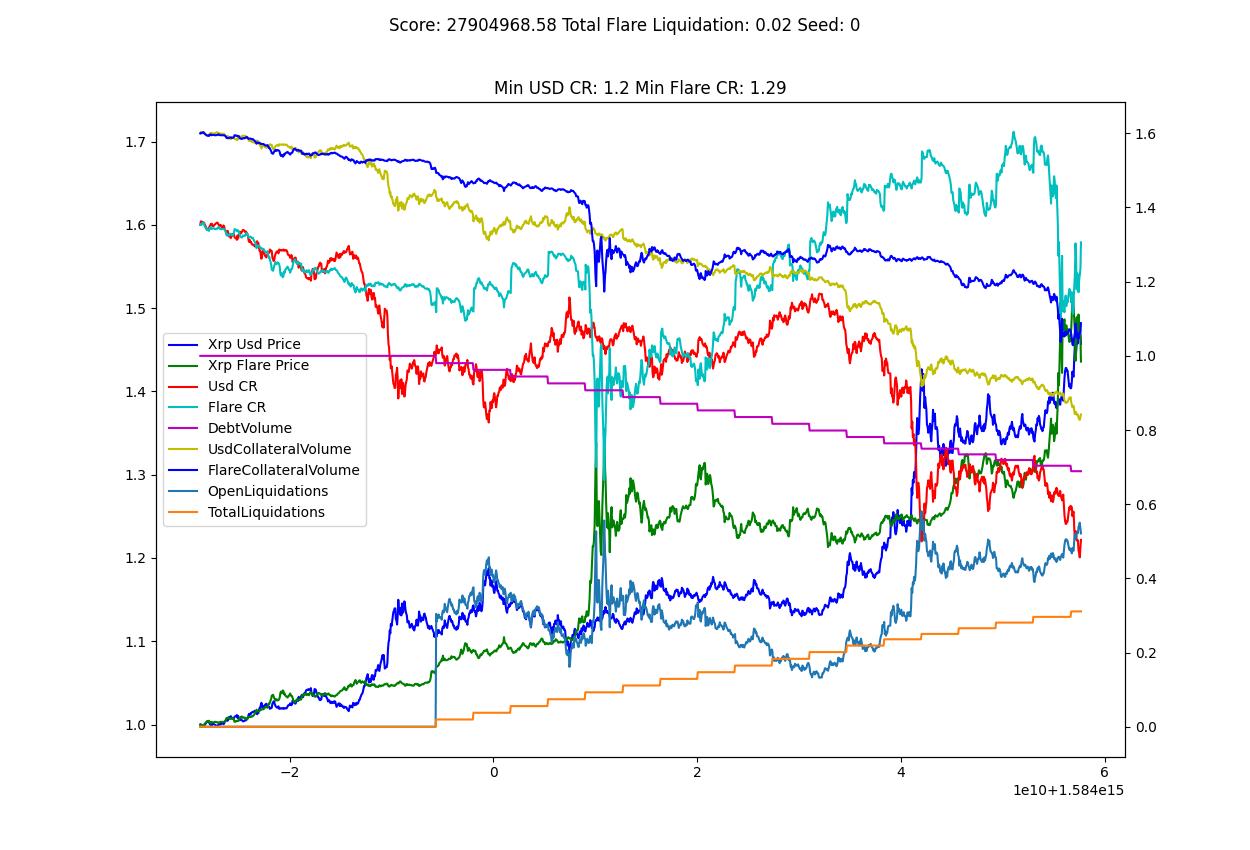 Score: 27904968.58 Total Flare Liquidation: 0.02 Seed: 0
Min USD CR: 1.2 Min Flare CR: 1.29
1.7
1.6
1.5
1.4
1.3
1.2
1.1
1.0
Xrp Usd Price
Xrp Flare Price
Usd CR
Flare CR
DebtVolume
UsdCollateralVolume
FlareCollateralVolume
OpenLiquidations
TotalLiquidations
1.6
1.4
1.2
1.0
0.8
0.6
0.4
0.2
0.0
−2 0 2 4 6
1e10+1.584e15